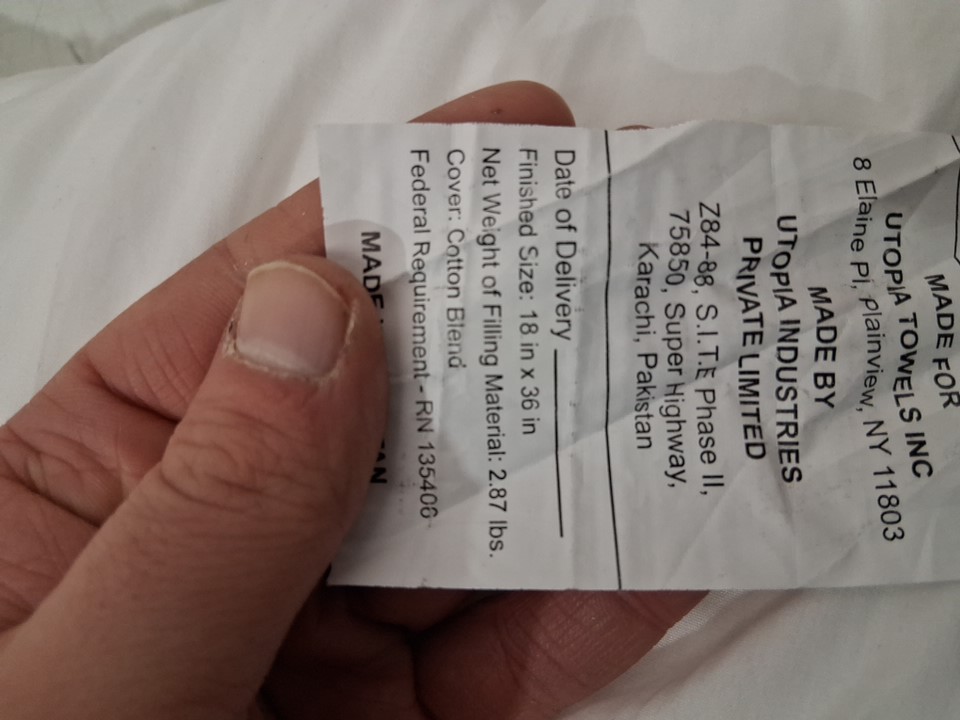 MADE FOR
UTOPIA TOWELS INC
8 Elaine Pl, plainview, NY 11803
MADE BY
UTOPIA INDUSTRIES
PRIVATE LIMITED
Z84-88, S.I.T.E Phase II,
75850, Super Highway,
Karachi, Pakistan
Date of Delivery
Finished Size: 18 in x 36 in
Net Weight of Filling Material: 2.87 lbs.
Cover: Cotton Blend
Federal Requirement - RN 135406
MADE